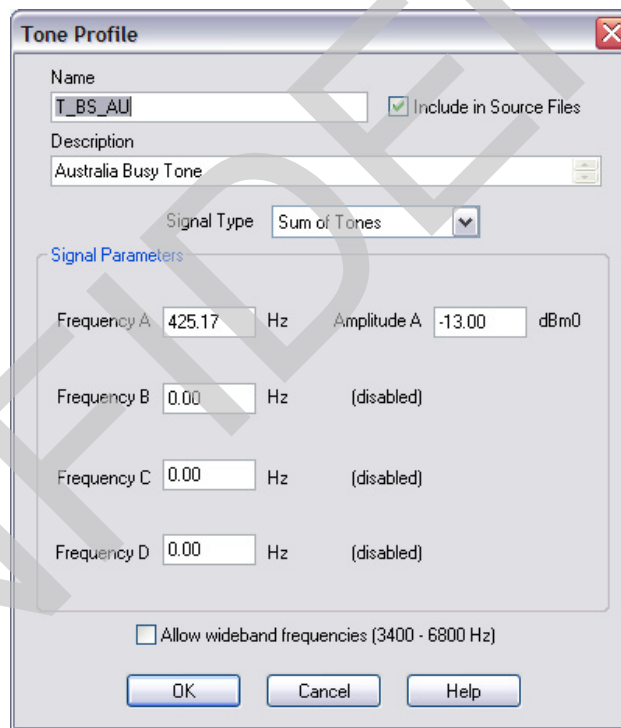 Tone Profile
Name
T_BS_AU
Include in Source Files
Description
Australia Busy Tone
Signal Type Sum of Tones
Signal Parameters
Frequency A 425.17 Hz Amplitude A -13.00 dBm0
Frequency B 0.00 Hz (disabled)
Frequency C 0.00 Hz (disabled)
Frequency D 0.00 Hz (disabled)
Allow wideband frequencies (3400 - 6800 Hz)
OK Cancel Help